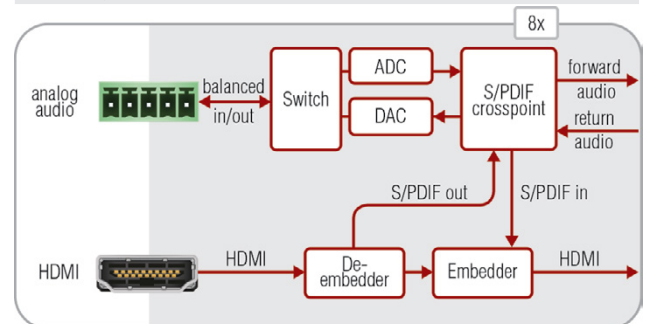 8x
analog
audio
balanced
in/out
Switch
ADC
DAC
S/PDIF
crosspoint
forward
audio
return
audio
S/PDIF out
S/PDIF in
HDMI
HDMI
De-
embedder
Embedder
HDMI